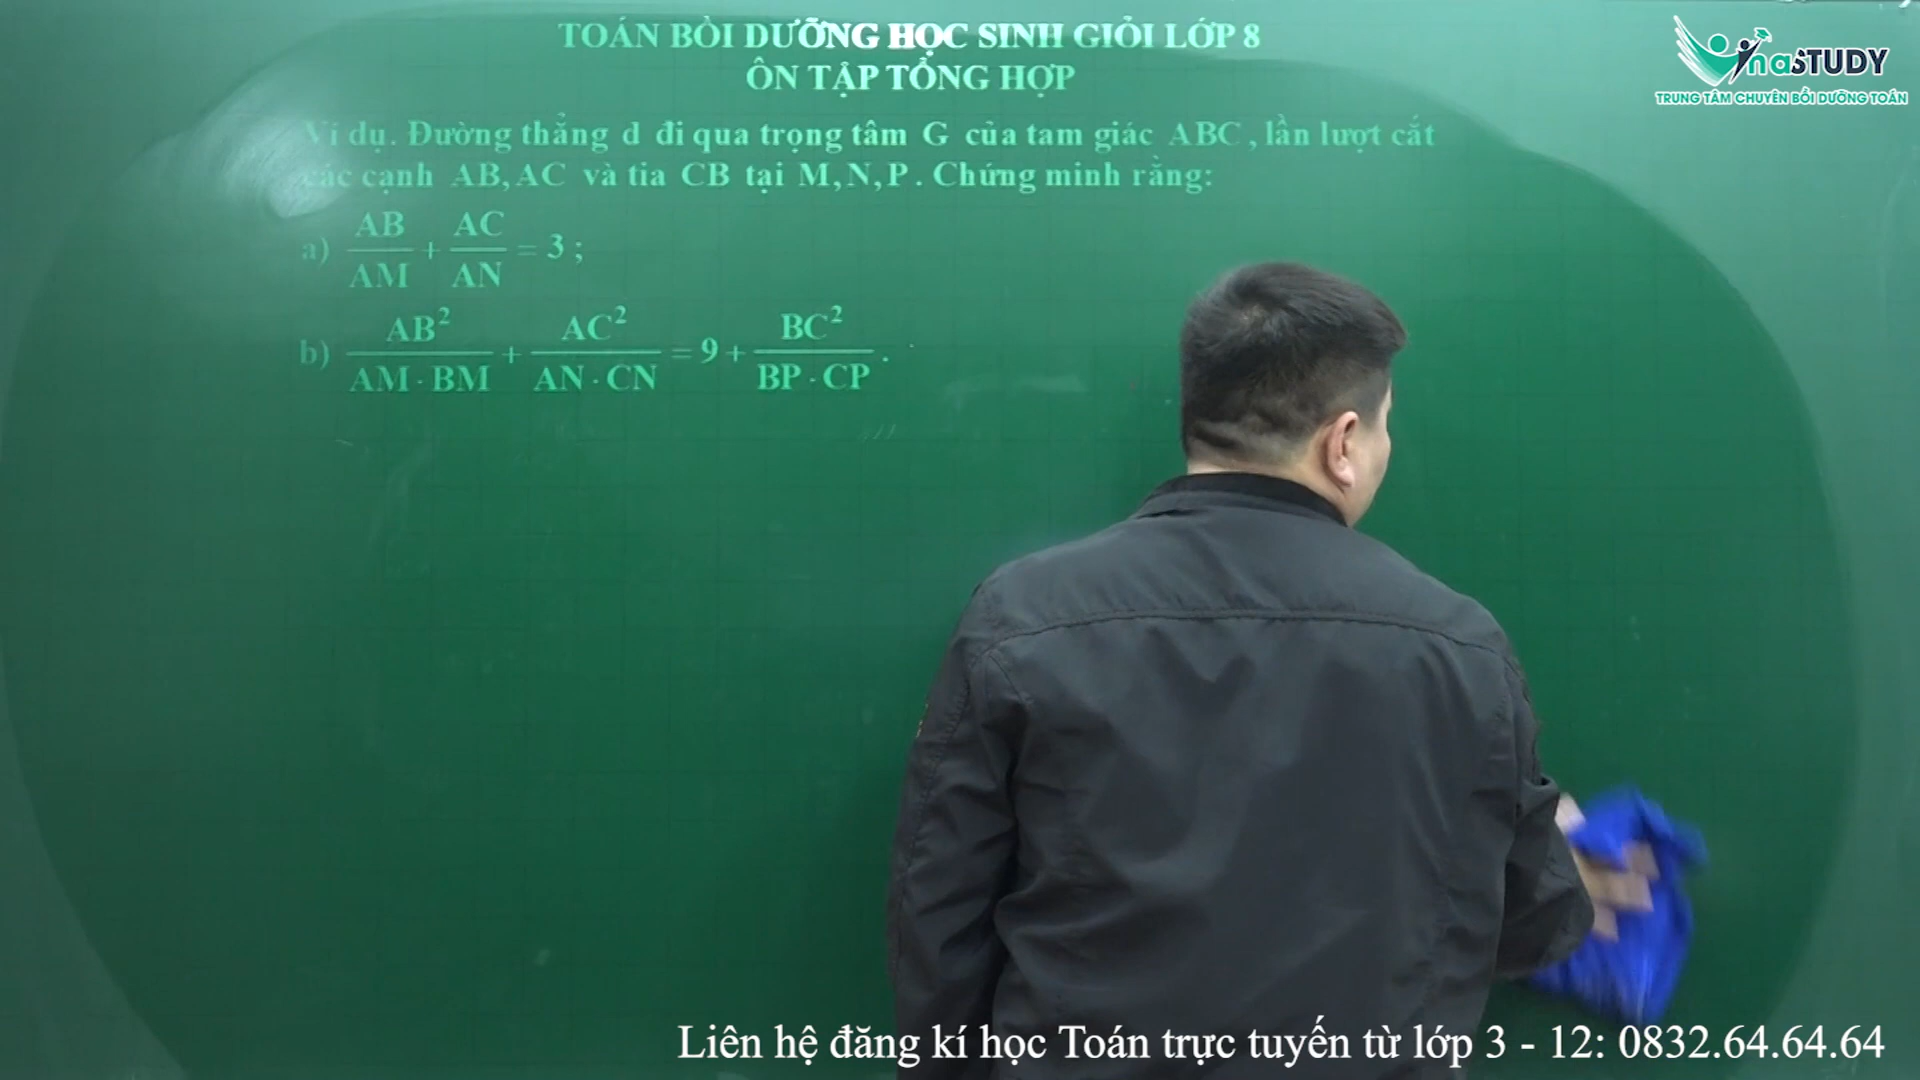 TOÁN BỒI DƯỠNG HỌC SINH GIỎI LỚP 8
ÔN TẬP TỔNG HỢP
Ví dụ. Đường thẳng d đi qua trọng tâm G của tam giác ABC, lần lượt cắt
các cạnh AB, AC và tia CB tại M, N, P. Chứng minh rằng:
a) AB/AM + AC/AN = 3;
b) AB²/(AM·BM) + AC²/(AN·CN) = 9 + BC²/(BP·CP).
VinaSTUDY
TRUNG TÂM CHUYÊN BỒI DƯỠNG TOÁN
Liên hệ đăng kí học Toán trực tuyến từ lớp 3 - 12: 0832.64.64.64